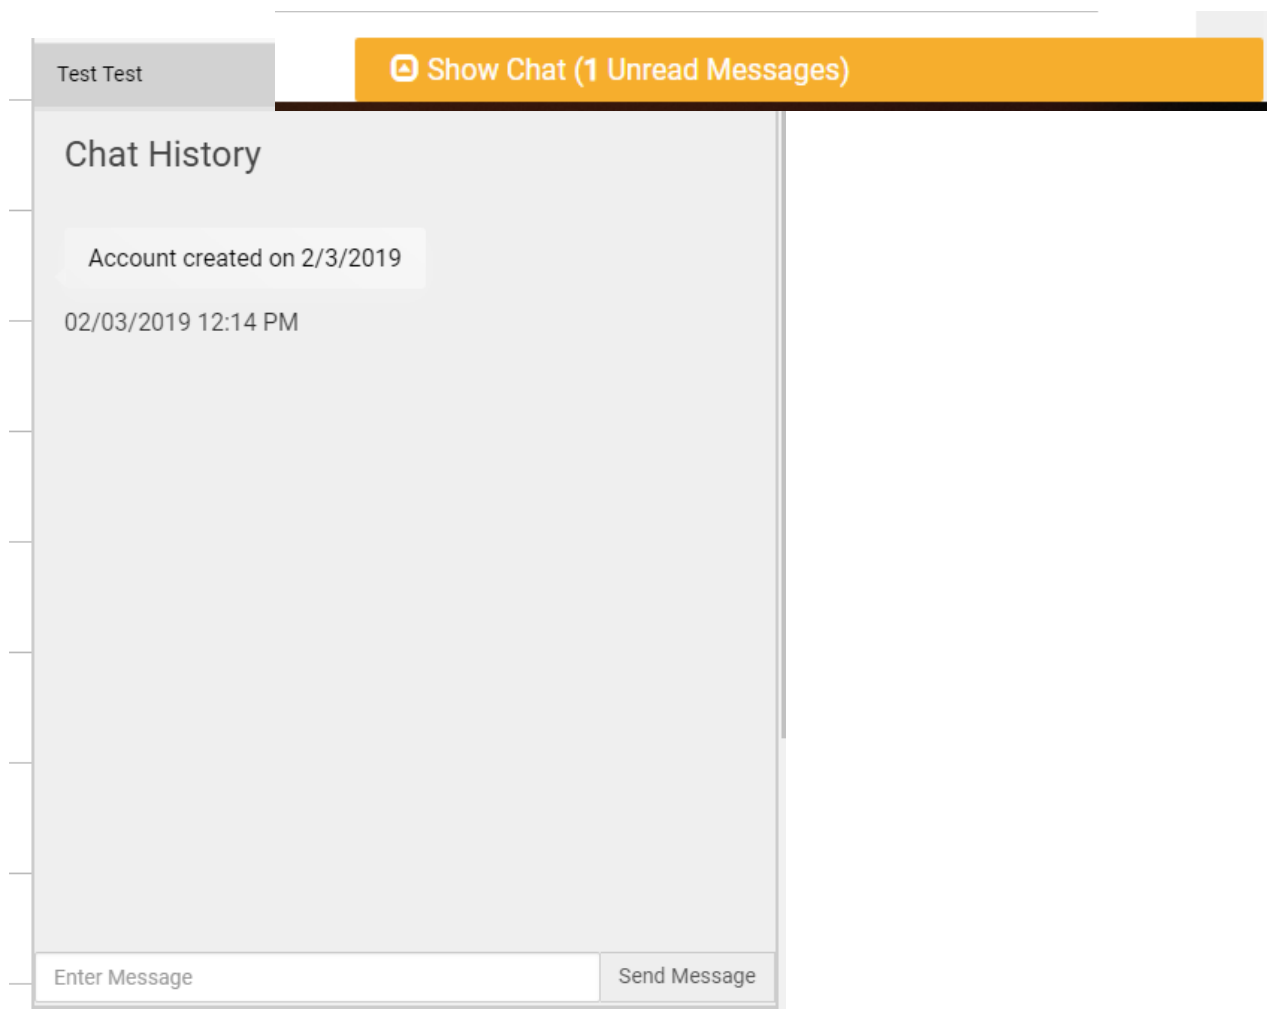 Test Test
Show Chat (1 Unread Messages)
Chat History
Account created on 2/3/2019
02/03/2019 12:14 PM
Enter Message
Send Message